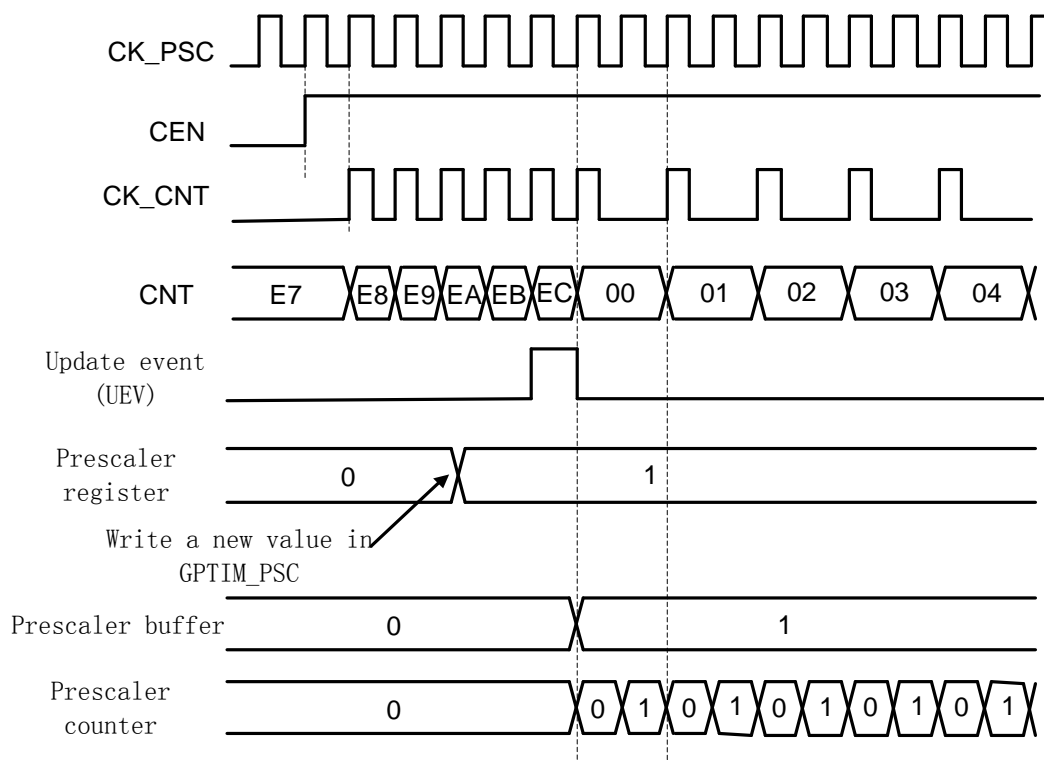 CK_PSC
CEN
CK_CNT
CNT
E7 E8 E9 EA EB EC 00 01 02 03 04
Update event
(UEV)
Prescaler
register
0 1
Write a new value in
GPTIM_PSC
Prescaler buffer
0 1
Prescaler
counter
0 0 1 0 1 0 1 0 1 0 1